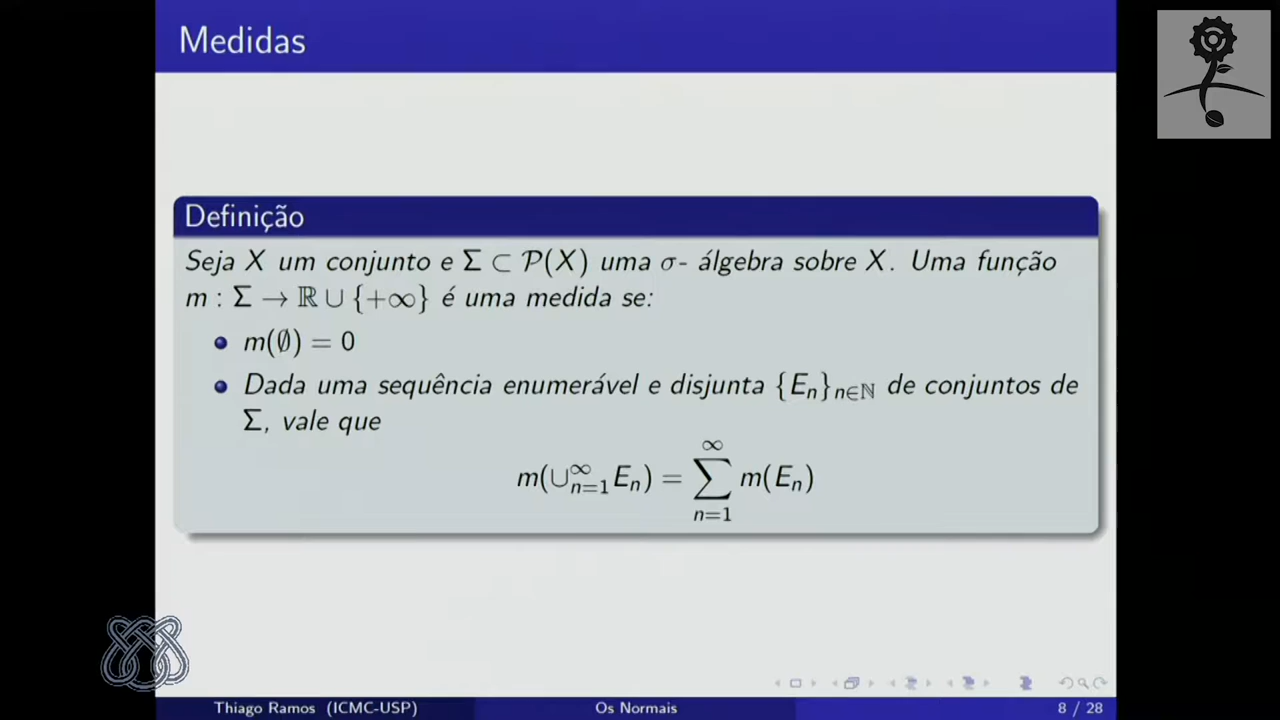 Medidas
Definição
Seja X um conjunto e Σ ⊂ P(X) uma σ- álgebra sobre X. Uma função
m : Σ → ℝ ∪ {+∞} é uma medida se:
m(∅) = 0
Dada uma sequência enumerável e disjunta {Eₙ}ₙ∈ℕ de conjuntos de
Σ, vale que
m(∪_{n=1}^{∞} Eₙ) = ∑_{n=1}^{∞} m(Eₙ)
Thiago Ramos (ICMC-USP) Os Normais 8 / 28